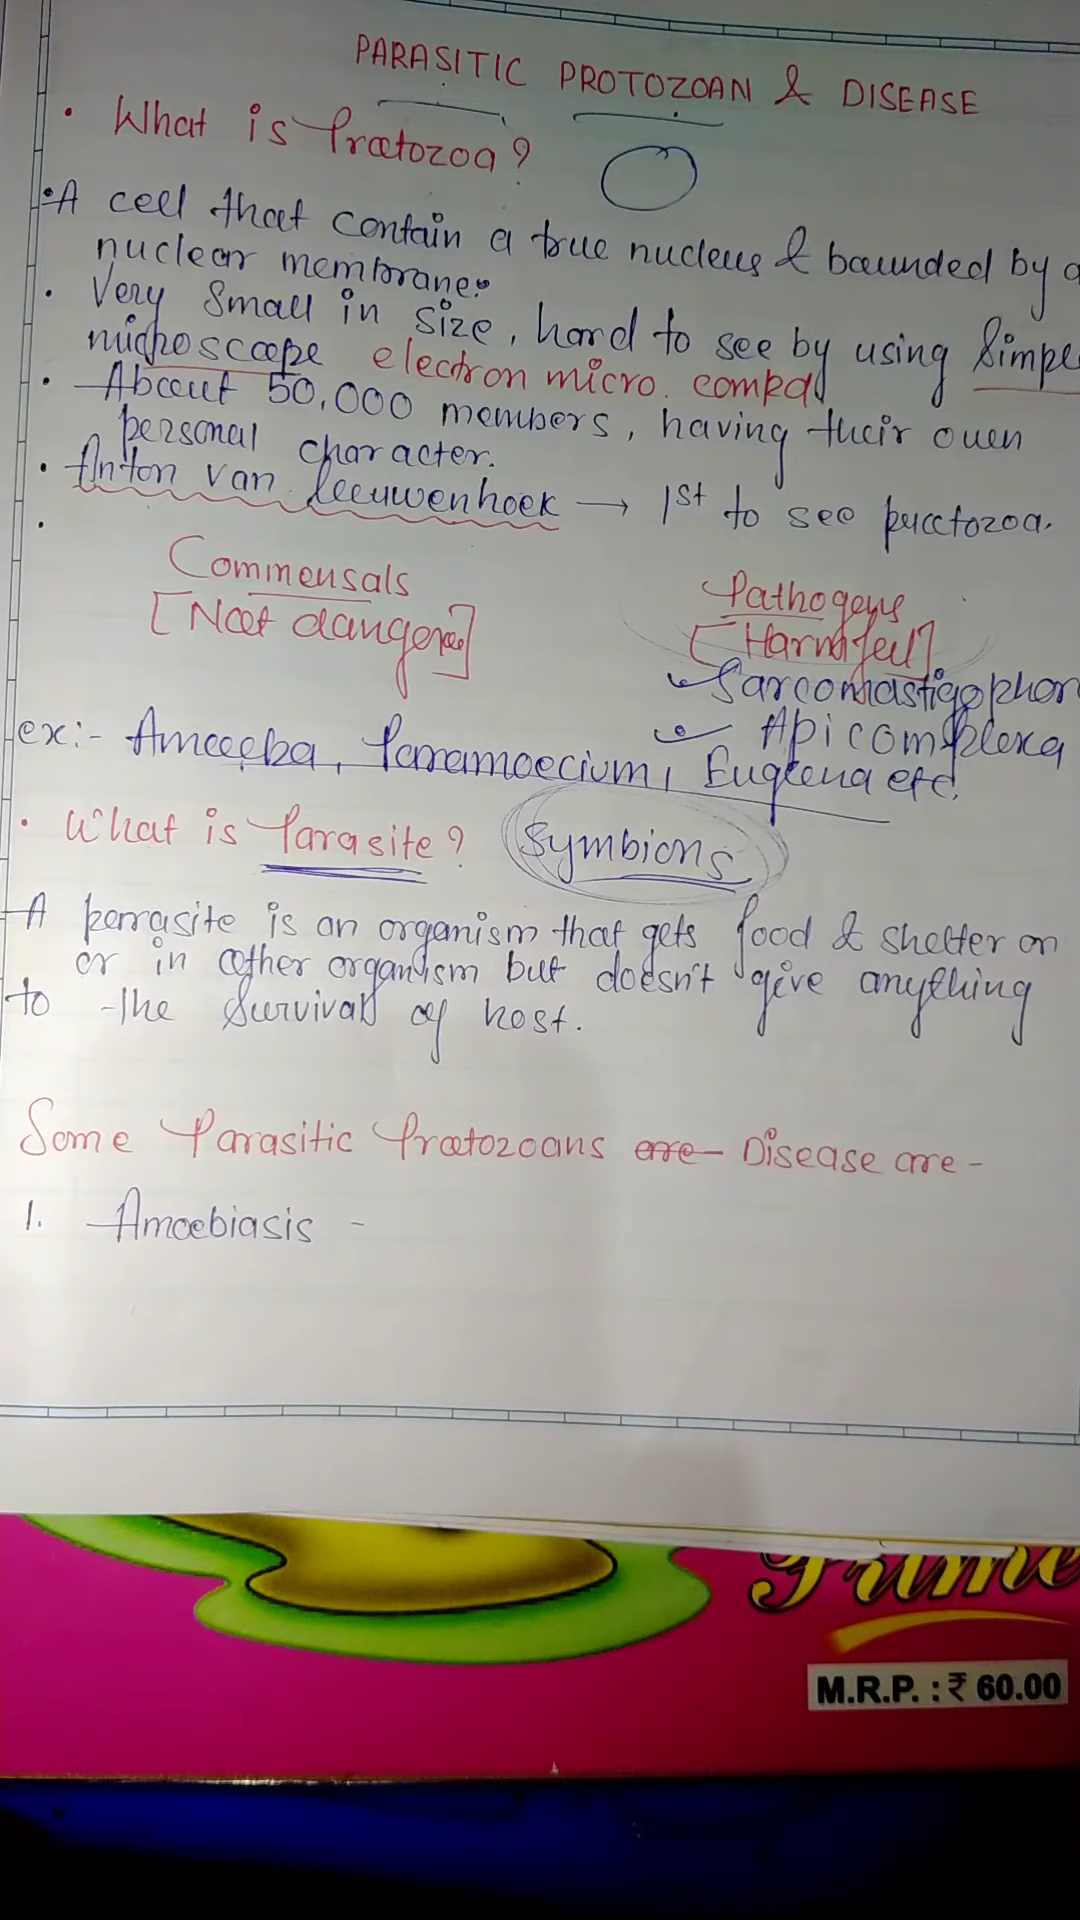 PARASITIC PROTOZOAN & DISEASE
• What is Protozoa?
• A cell that contain a true nucleus & bounded by a
nuclear membrane.
• Very small in size, hard to see by using Simple
microscope electron micro. compd
• About 50,000 members, having their own
personal character.
• Anton van leeuwenhoek → 1st to see protozoa.
•
Commensals
[Not dangerous]
Pathogens
[Harmful]
Sarcomastigophor
Apicomplexa
ex:- Amoeba, Paramoecium, Euglena etc.
• What is Parasite? Symbions
A parasite is an organism that gets food & shelter on
or in other organism but doesn't give anything
to the survival of host.
Some Parasitic Protozoans are Disease are -
1. Amoebiasis -
Prime
M.R.P. : ₹ 60.00